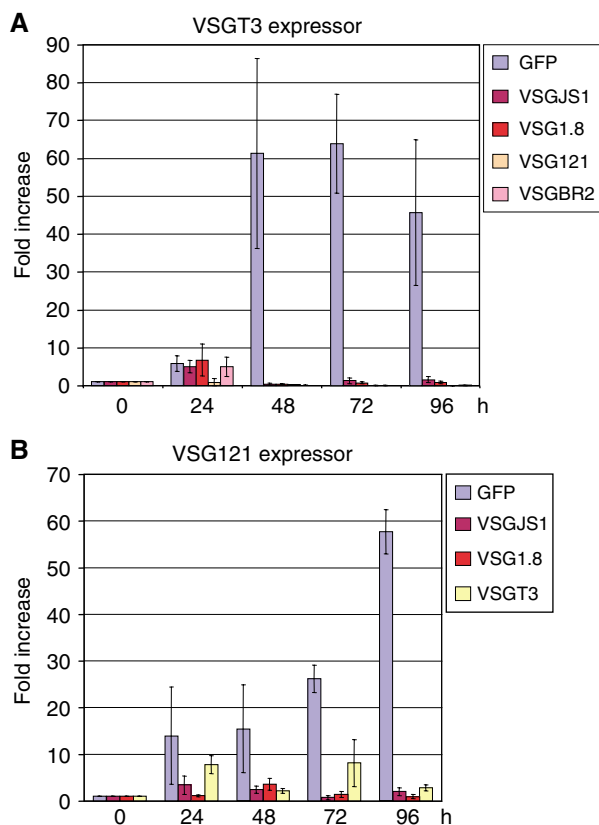 A
VSGT3 expressor
90
80
70
60
50
40
30
20
10
0
Fold increase
0 24 48 72 96 h
GFP
VSGJS1
VSG1.8
VSG121
VSGBR2
B
VSG121 expressor
70
60
50
40
30
20
10
0
Fold increase
0 24 48 72 96 h
GFP
VSGJS1
VSG1.8
VSGT3